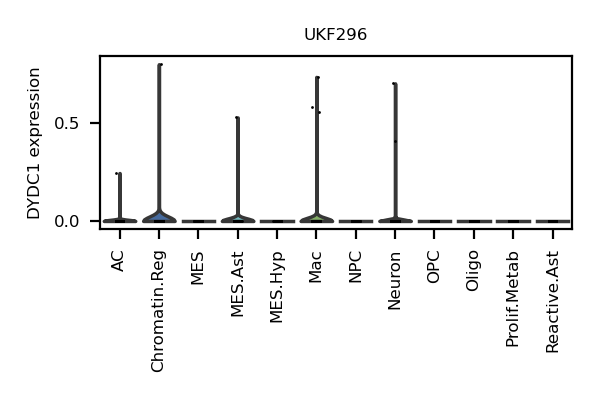 UKF296
DYDC1 expression
0.5
0.0
AC
Chromatin.Reg
MES
MES.Ast
MES.Hyp
Mac
NPC
Neuron
OPC
Oligo
Prolif.Metab
Reactive.Ast